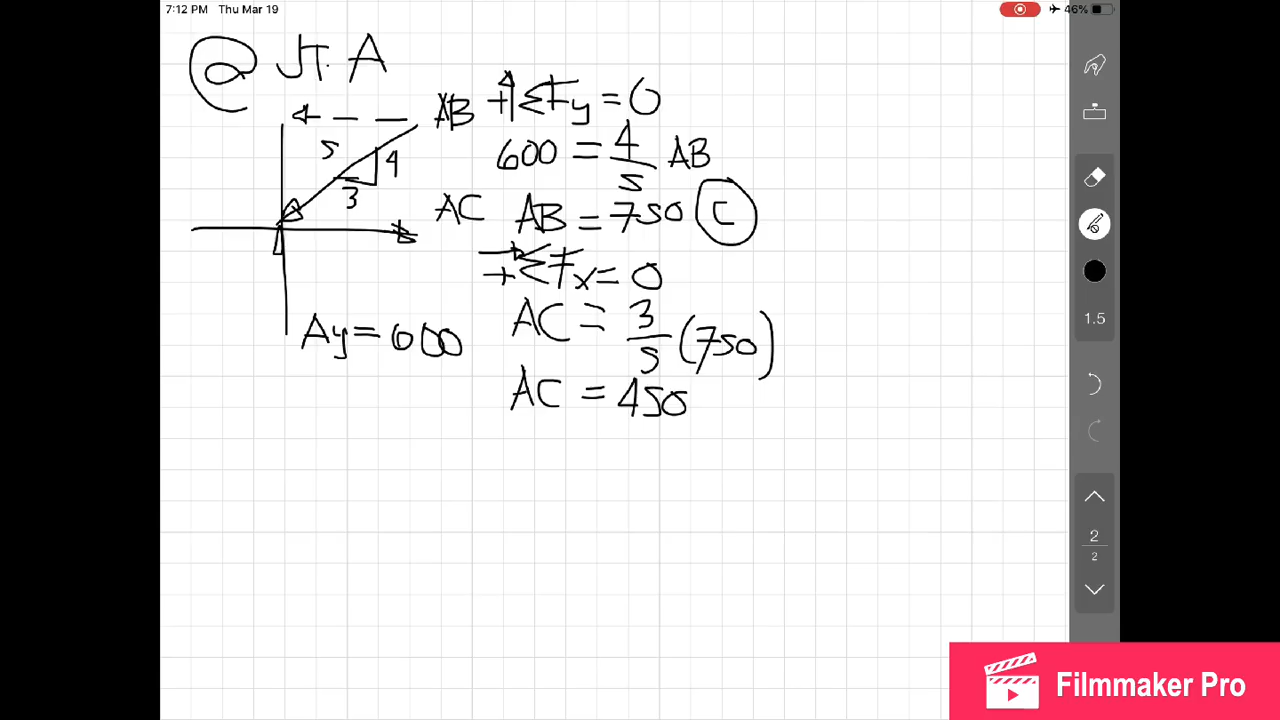 7:12 PM Thu Mar 19
46%
@ JT. A
AB
5
4
3
AC
Ay = 600
+ ΣFy = 0
600 = 4/5 AB
AB = 750 C
+ ΣFx = 0
AC = 3/5 (750)
AC = 450
1.5
2
2
Filmmaker Pro